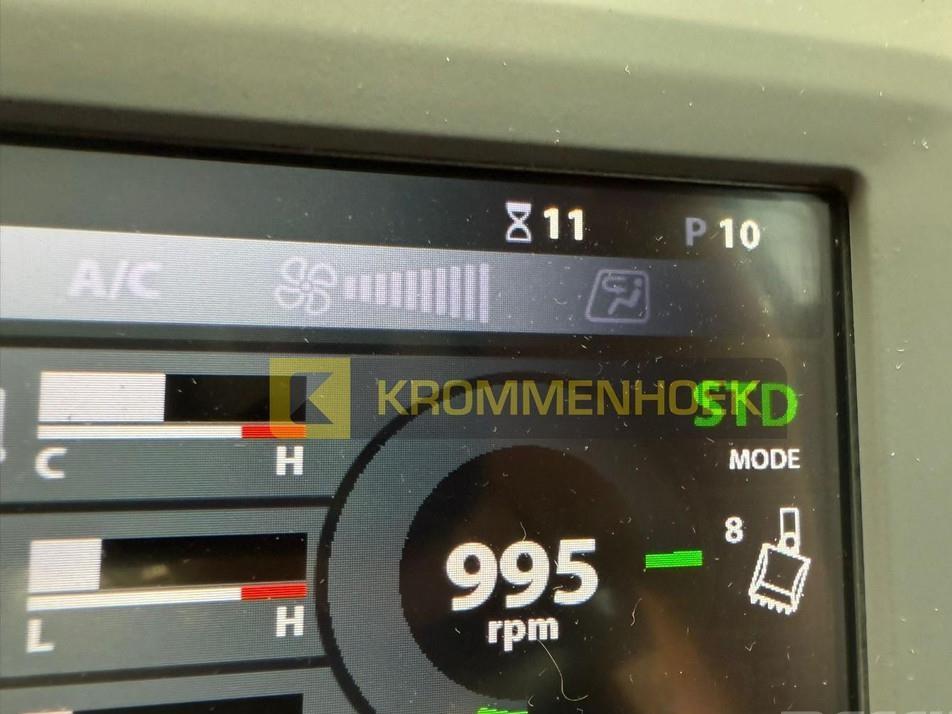 11 P 10
A/C
KROMMENHOEK
STD
C H
MODE
8
995
L H
rpm